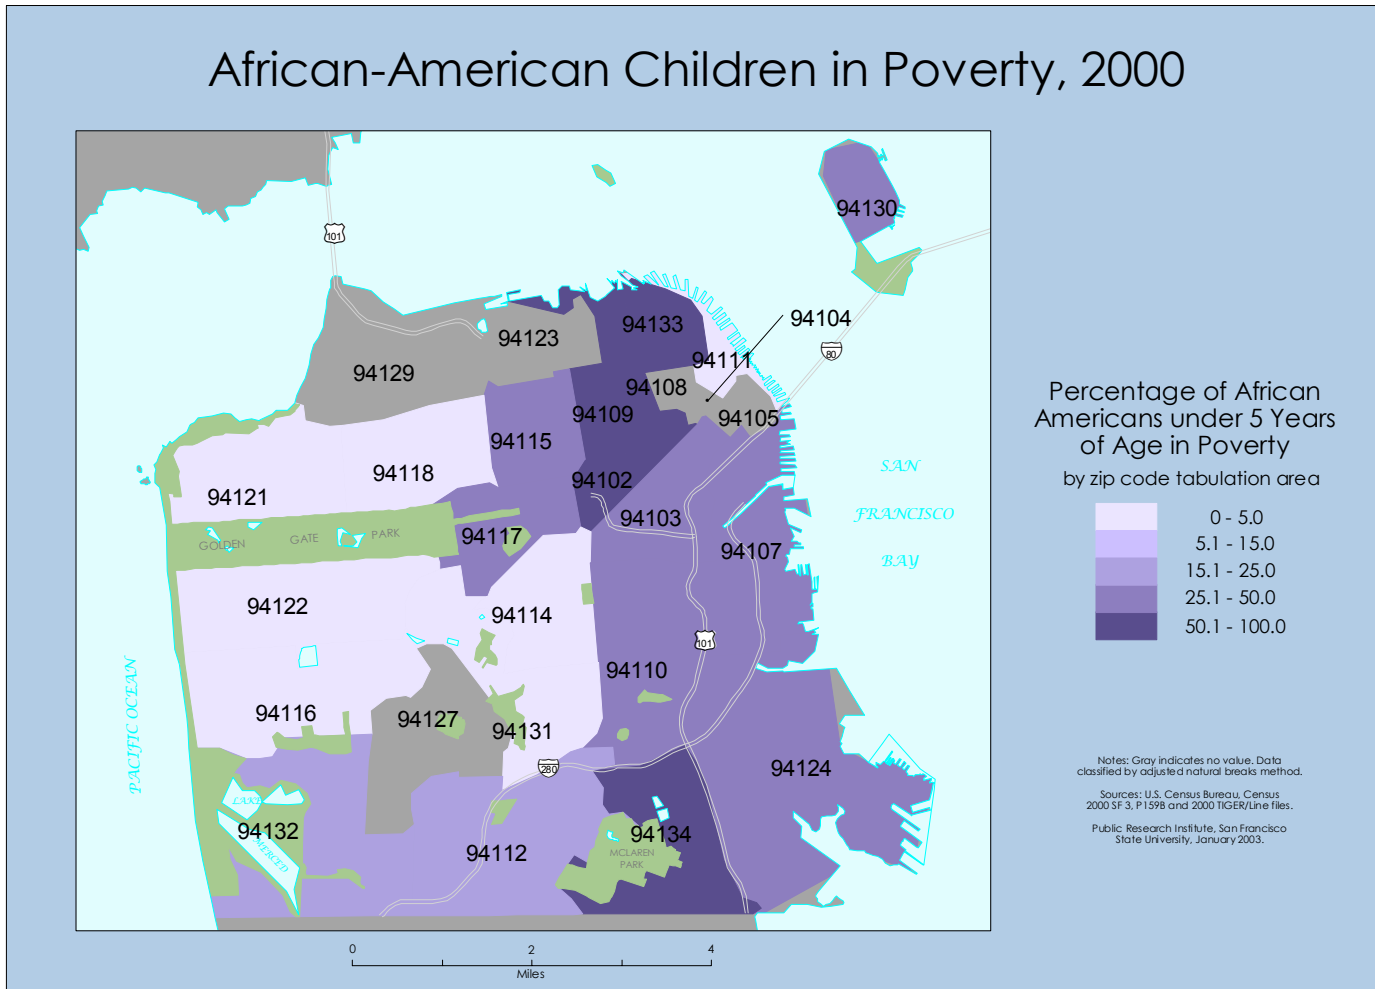 African-American Children in Poverty, 2000
101
94130
94104
94133
94123
94111
80
94129
94108
94109
94105
94115
94118
94102
94121
94103
94117
GOLDEN GATE PARK
94107
SAN
FRANCISCO
BAY
94122
94114
101
94110
PACIFIC OCEAN
94116
94127
94131
280
94124
LAKE
MERCED
94132
94134
MCLAREN
PARK
94112
0 2 4
Miles
Percentage of African
Americans under 5 Years
of Age in Poverty
by zip code tabulation area
0 - 5.0
5.1 - 15.0
15.1 - 25.0
25.1 - 50.0
50.1 - 100.0
Notes: Gray indicates no value. Data
classified by adjusted natural breaks method.
Sources: U.S. Census Bureau, Census
2000 SF 3, P159B and 2000 TIGER/Line files.
Public Research Institute, San Francisco
State University, January 2003.